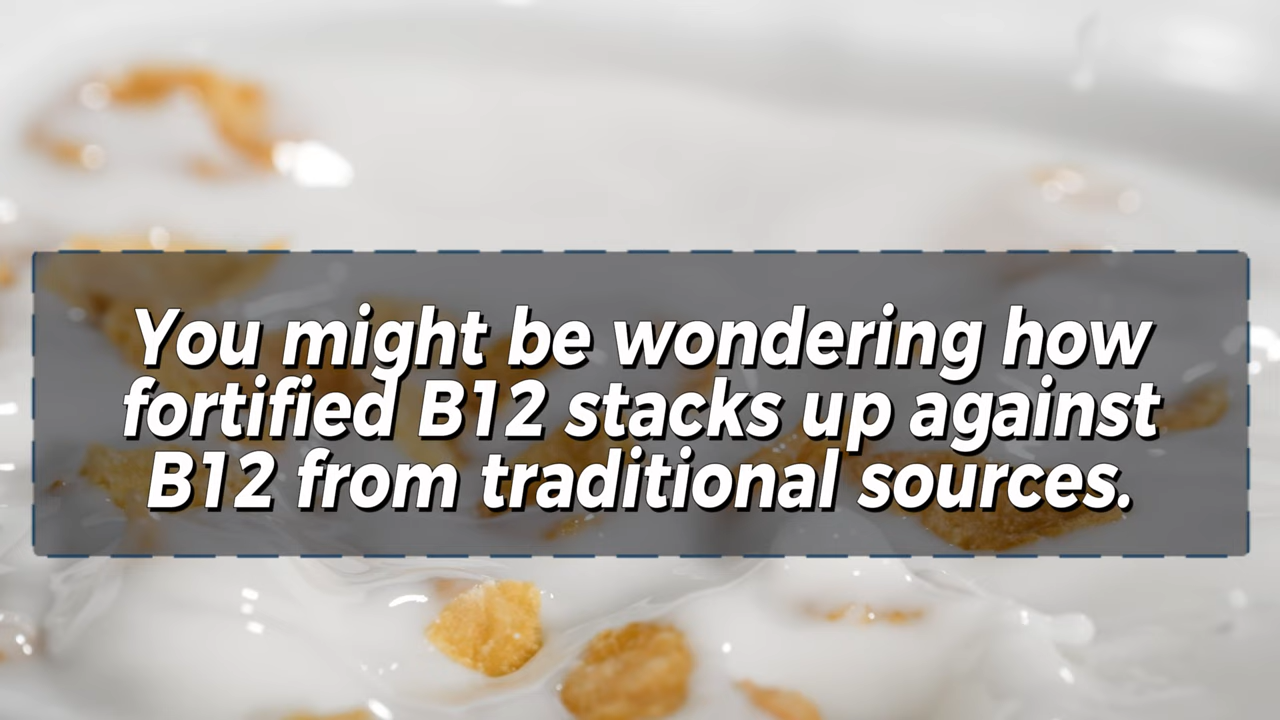 You might be wondering how
fortified B12 stacks up against
B12 from traditional sources.